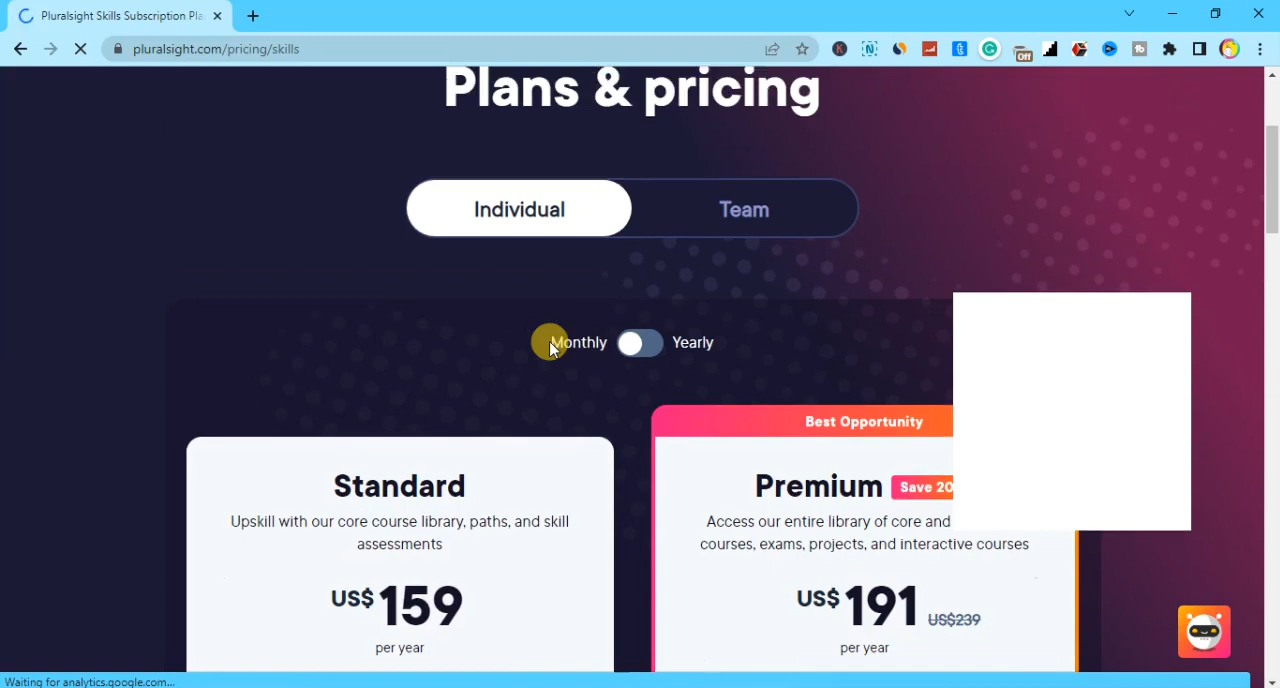 Pluralsight Skills Subscription Pla
pluralsight.com/pricing/skills
Off
Plans & pricing
Individual
Team
Monthly
Yearly
Best Opportunity
Standard
Upskill with our core course library, paths, and skill
assessments
US$ 159
per year
Premium
Save 20
Access our entire library of core and
courses, exams, projects, and interactive courses
US$ 191 US$239
per year
Waiting for analytics.google.com...